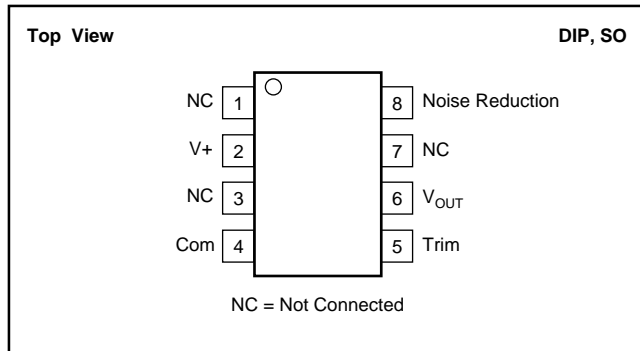 Top View DIP, SO
NC 1 8 Noise Reduction
V+ 2 7 NC
NC 3 6 VOUT
Com 4 5 Trim
NC = Not Connected